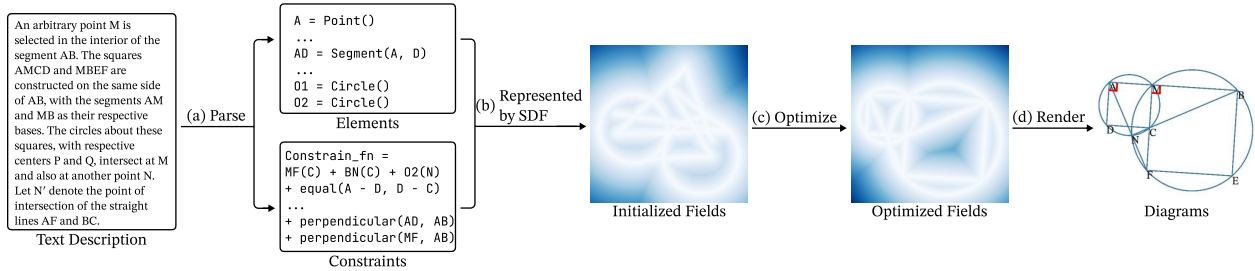 An arbitrary point M is
selected in the interior of the
segment AB. The squares
AMCD and MBEF are
constructed on the same side
of AB, with the segments AM
and MB as their respective
bases. The circles about these
squares, with respective
centers P and Q, intersect at M
and also at another point N.
Let N′ denote the point of
intersection of the straight
lines AF and BC.
Text Description
(a) Parse
A = Point()
...
AD = Segment(A, D)
...
O1 = Circle()
O2 = Circle()
Elements
Constrain_fn =
MF(C) + BN(C) + O2(N)
+ equal(A - D, D - C)
...
+ perpendicular(AD, AB)
+ perpendicular(MF, AB)
Constraints
(b) Represented
by SDF
Initialized Fields
(c) Optimize
Optimized Fields
(d) Render
A
M
B
D
C
N
F
E
Diagrams